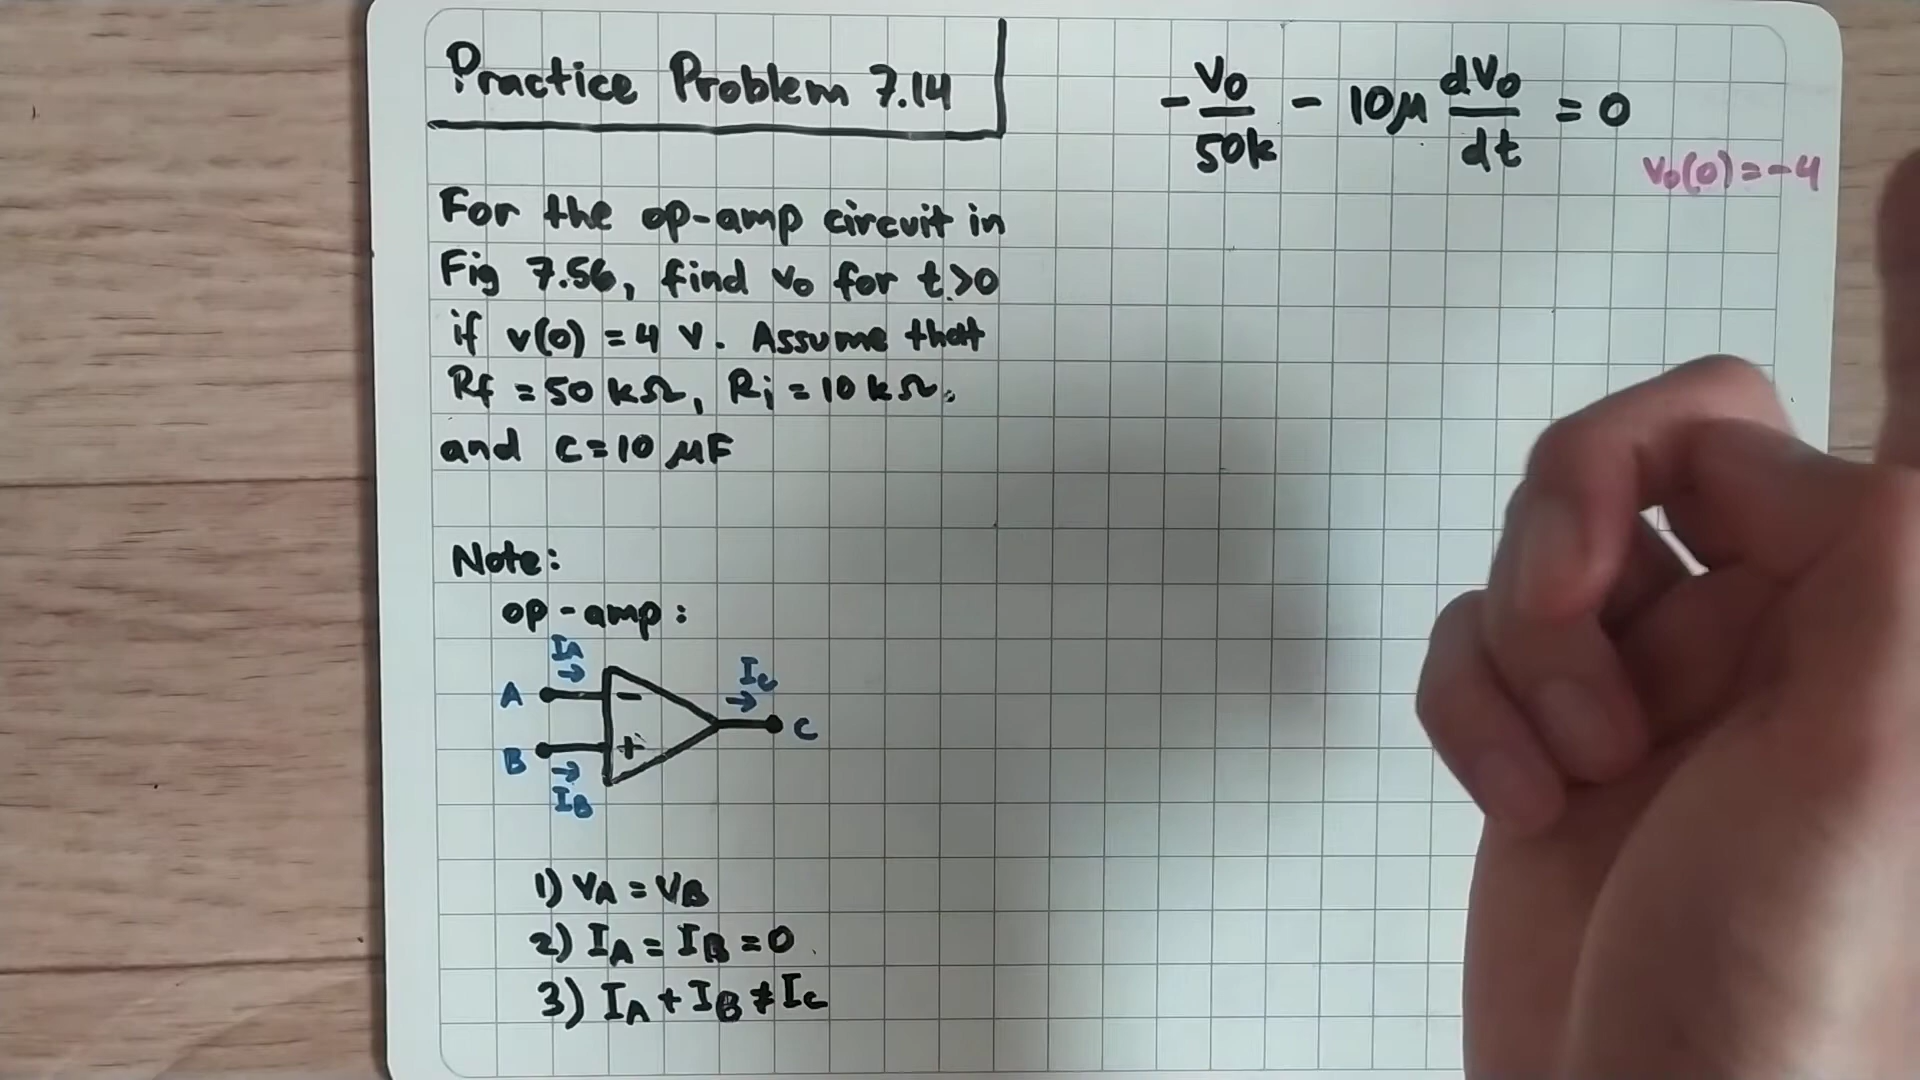 Practice Problem 7.14
For the op-amp circuit in
Fig 7.56, find vo for t>0
if v(0) = 4 V. Assume that
Rf = 50 kΩ, Ri = 10 kΩ,
and C = 10 μF
Note:
op-amp:
IA →
A
-
Ic →
C
B
+
→
IB
1) VA = VB
2) IA = IB = 0
3) IA + IB ≠ Ic
- Vo/50k - 10μ dVo/dt = 0
Vo(0) = -4